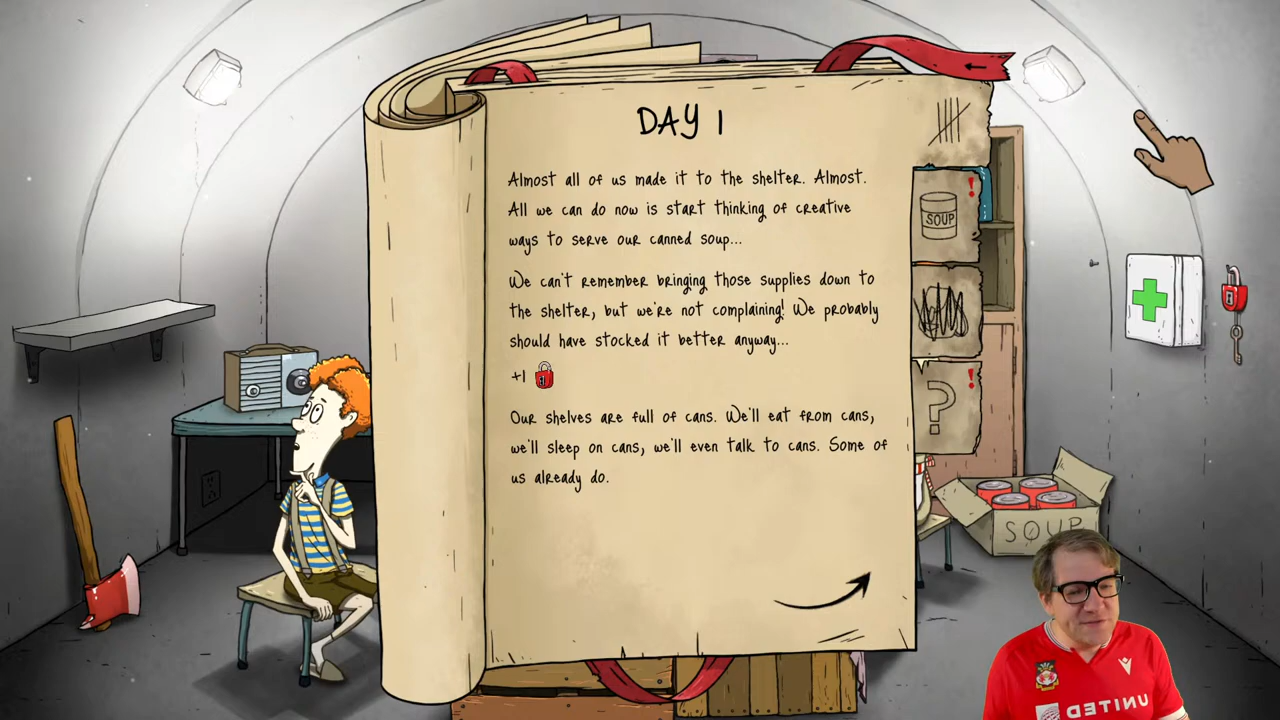 DAY 1
Almost all of us made it to the shelter. Almost.
All we can do now is start thinking of creative
ways to serve our canned soup...
We can't remember bringing those supplies down to
the shelter, but we're not complaining! We probably
should have stocked it better anyway...
+1
Our shelves are full of cans. We'll eat from cans,
we'll sleep on cans, we'll even talk to cans. Some of
us already do.
SOUP
!
?
!
SOUP
UNITED